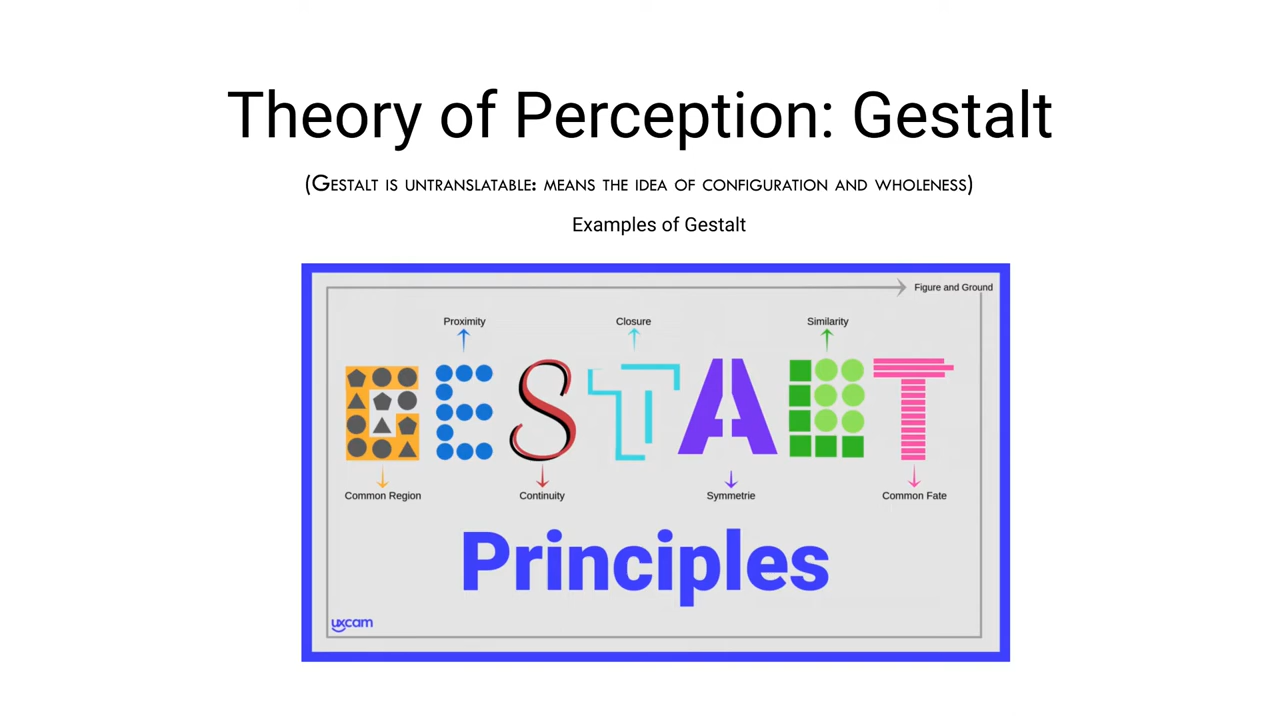 Theory of Perception: Gestalt
(Gestalt is untranslatable: means the idea of configuration and wholeness)
Examples of Gestalt
Figure and Ground
Proximity
Closure
Similarity
GESTALT
Common Region
Continuity
Symmetrie
Common Fate
Principles
uxcam